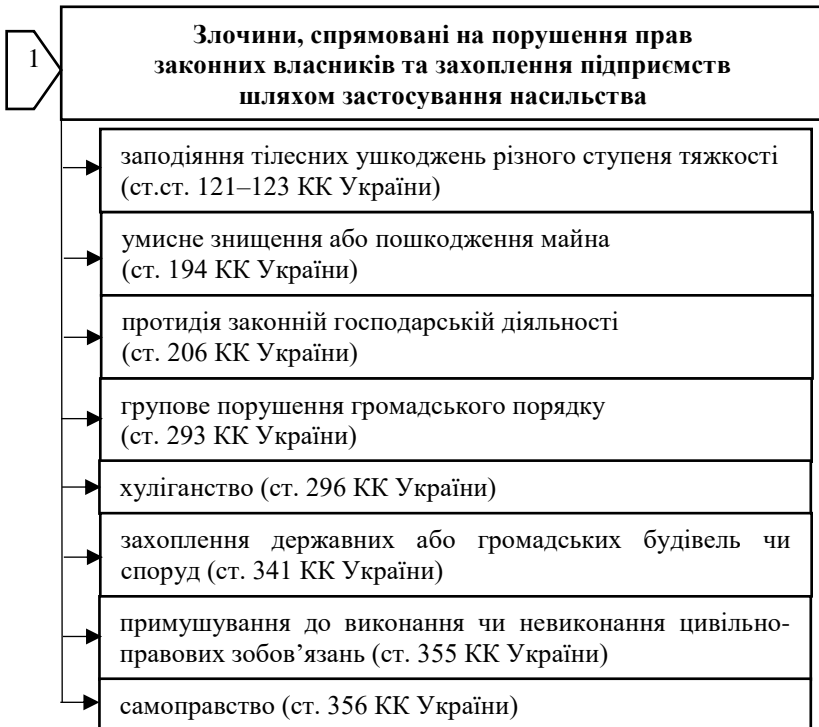 1
Злочини, спрямовані на порушення прав
законних власників та захоплення підприємств
шляхом застосування насильства
заподіяння тілесних ушкоджень різного ступеня тяжкості
(ст.ст. 121–123 КК України)
умисне знищення або пошкодження майна
(ст. 194 КК України)
протидія законній господарській діяльності
(ст. 206 КК України)
групове порушення громадського порядку
(ст. 293 КК України)
хуліганство (ст. 296 КК України)
захоплення державних або громадських будівель чи
споруд (ст. 341 КК України)
примушування до виконання чи невиконання цивільно-
правових зобов’язань (ст. 355 КК України)
самоправство (ст. 356 КК України)